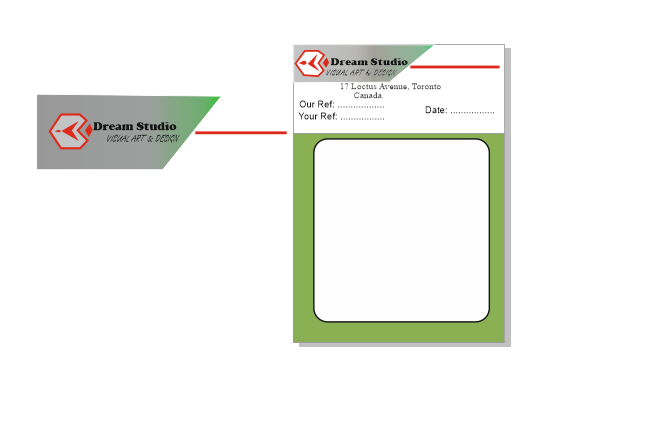 Dream Studio
VISUAL ART & DESIGN
Dream Studio
VISUAL ART & DESIGN
17 Loctus Avenue, Toronto
Canada.
Our Ref: .................
Your Ref: ................
Date: ................